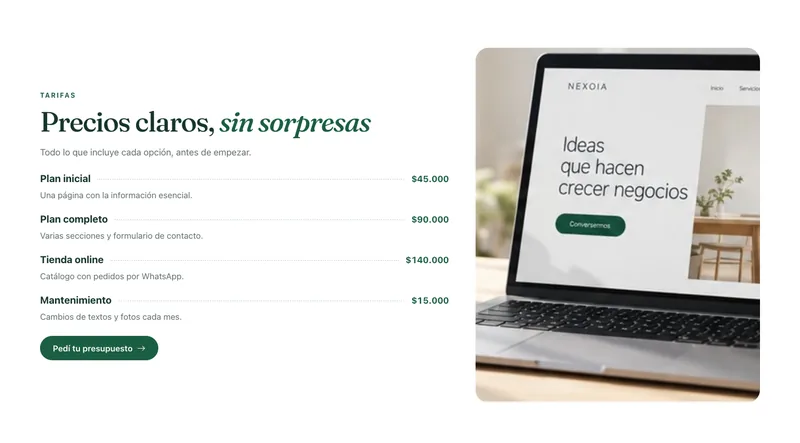 TARIFAS
Precios claros, sin sorpresas
Todo lo que incluye cada opción, antes de empezar.
Plan inicial $45.000
Una página con la información esencial.
Plan completo $90.000
Varias secciones y formulario de contacto.
Tienda online $140.000
Catálogo con pedidos por WhatsApp.
Mantenimiento $15.000
Cambios de textos y fotos cada mes.
Pedí tu presupuesto →
NEXOIA
Inicio Servicios
Ideas
que hacen
crecer negocios
Conversemos